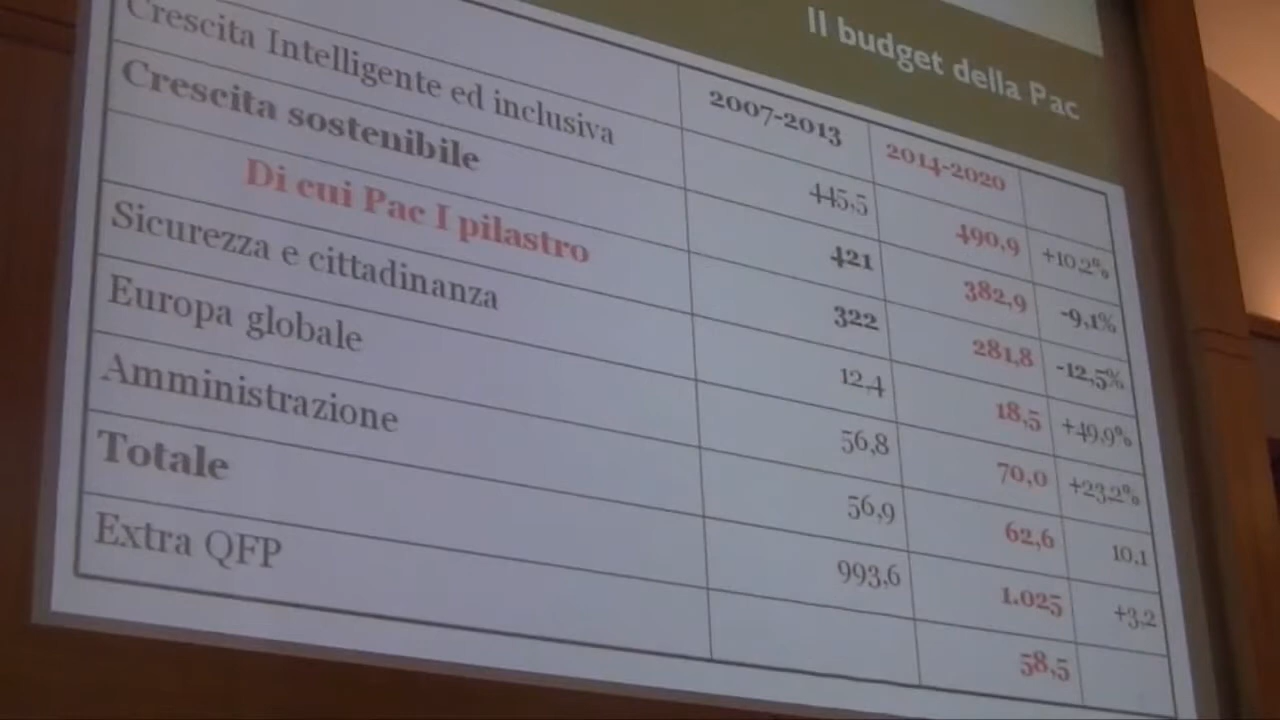 Il budget della Pac
2007-2013 2014-2020
Crescita Intelligente ed inclusiva 445,5 490,9 +10,2%
Crescita sostenibile 421 382,9 -9,1%
Di cui Pac I pilastro 322 281,8 -12,5%
Sicurezza e cittadinanza 12,4 18,5 +49,9%
Europa globale 56,8 70,0 +23,2%
Amministrazione 56,9 62,6 10,1
Totale 993,6 1.025 +3,2
Extra QFP 58,5